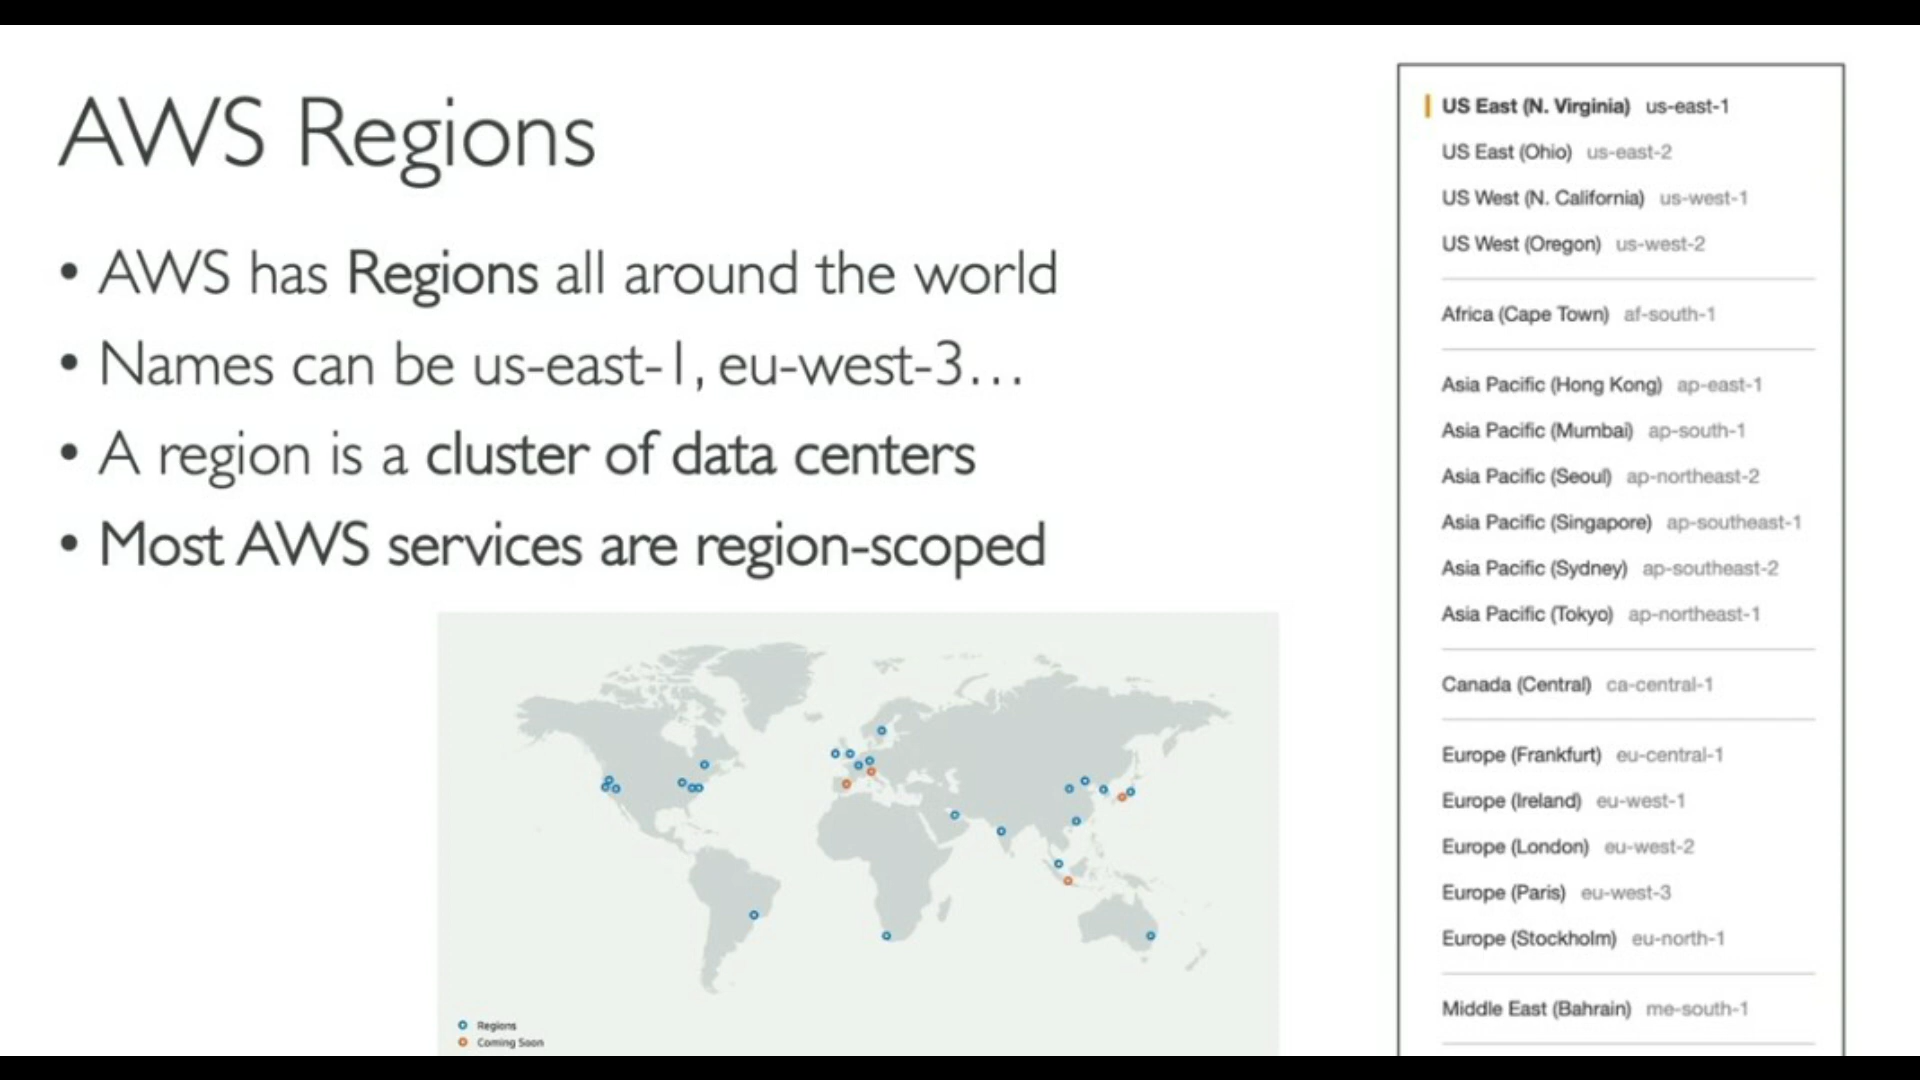 AWS Regions
• AWS has Regions all around the world
• Names can be us-east-1, eu-west-3…
• A region is a cluster of data centers
• Most AWS services are region-scoped
Regions
Coming Soon
US East (N. Virginia) us-east-1
US East (Ohio) us-east-2
US West (N. California) us-west-1
US West (Oregon) us-west-2
Africa (Cape Town) af-south-1
Asia Pacific (Hong Kong) ap-east-1
Asia Pacific (Mumbai) ap-south-1
Asia Pacific (Seoul) ap-northeast-2
Asia Pacific (Singapore) ap-southeast-1
Asia Pacific (Sydney) ap-southeast-2
Asia Pacific (Tokyo) ap-northeast-1
Canada (Central) ca-central-1
Europe (Frankfurt) eu-central-1
Europe (Ireland) eu-west-1
Europe (London) eu-west-2
Europe (Paris) eu-west-3
Europe (Stockholm) eu-north-1
Middle East (Bahrain) me-south-1